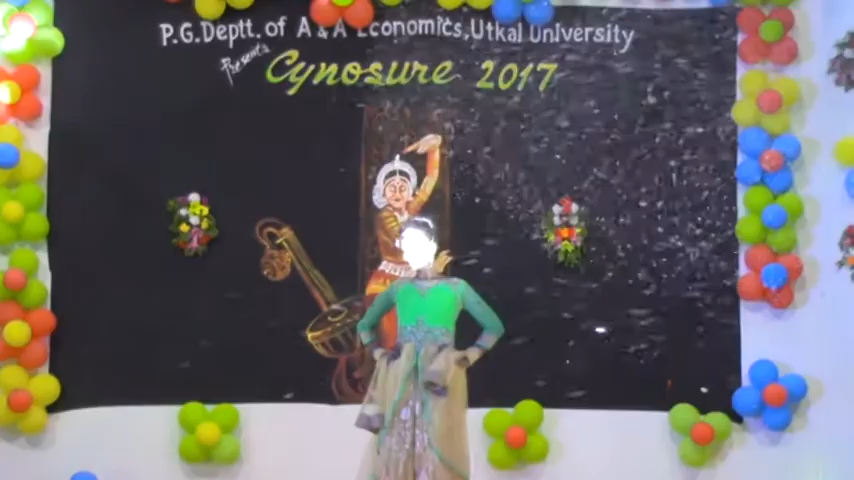 P.G.Deptt. of A & A Economics, Utkal University
Presents
Cynosure 2017